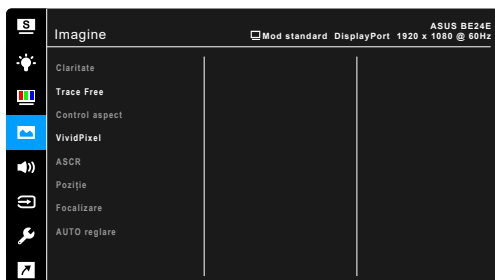 S
ASUS BE24E
Imagine
Mod standard DisplayPort 1920 x 1080 @ 60Hz
Claritate
Trace Free
Control aspect
VividPixel
ASCR
Poziție
Focalizare
AUTO reglare